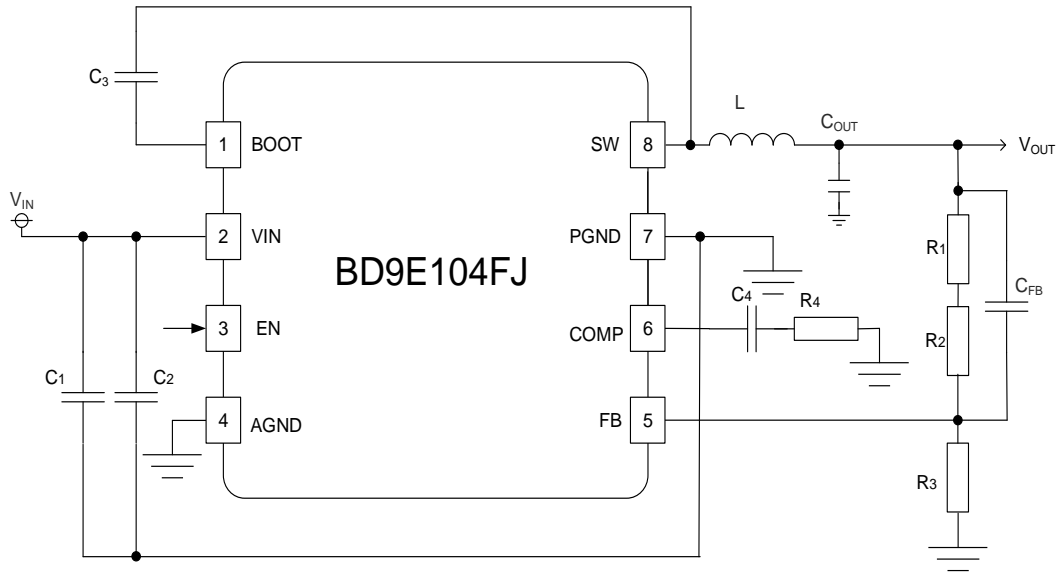 C3
1 BOOT
SW 8
L
COUT
VOUT
VIN
2 VIN
PGND 7
R1
BD9E104FJ
C4
R4
CFB
3 EN
COMP 6
R2
C1
C2
4 AGND
FB 5
R3